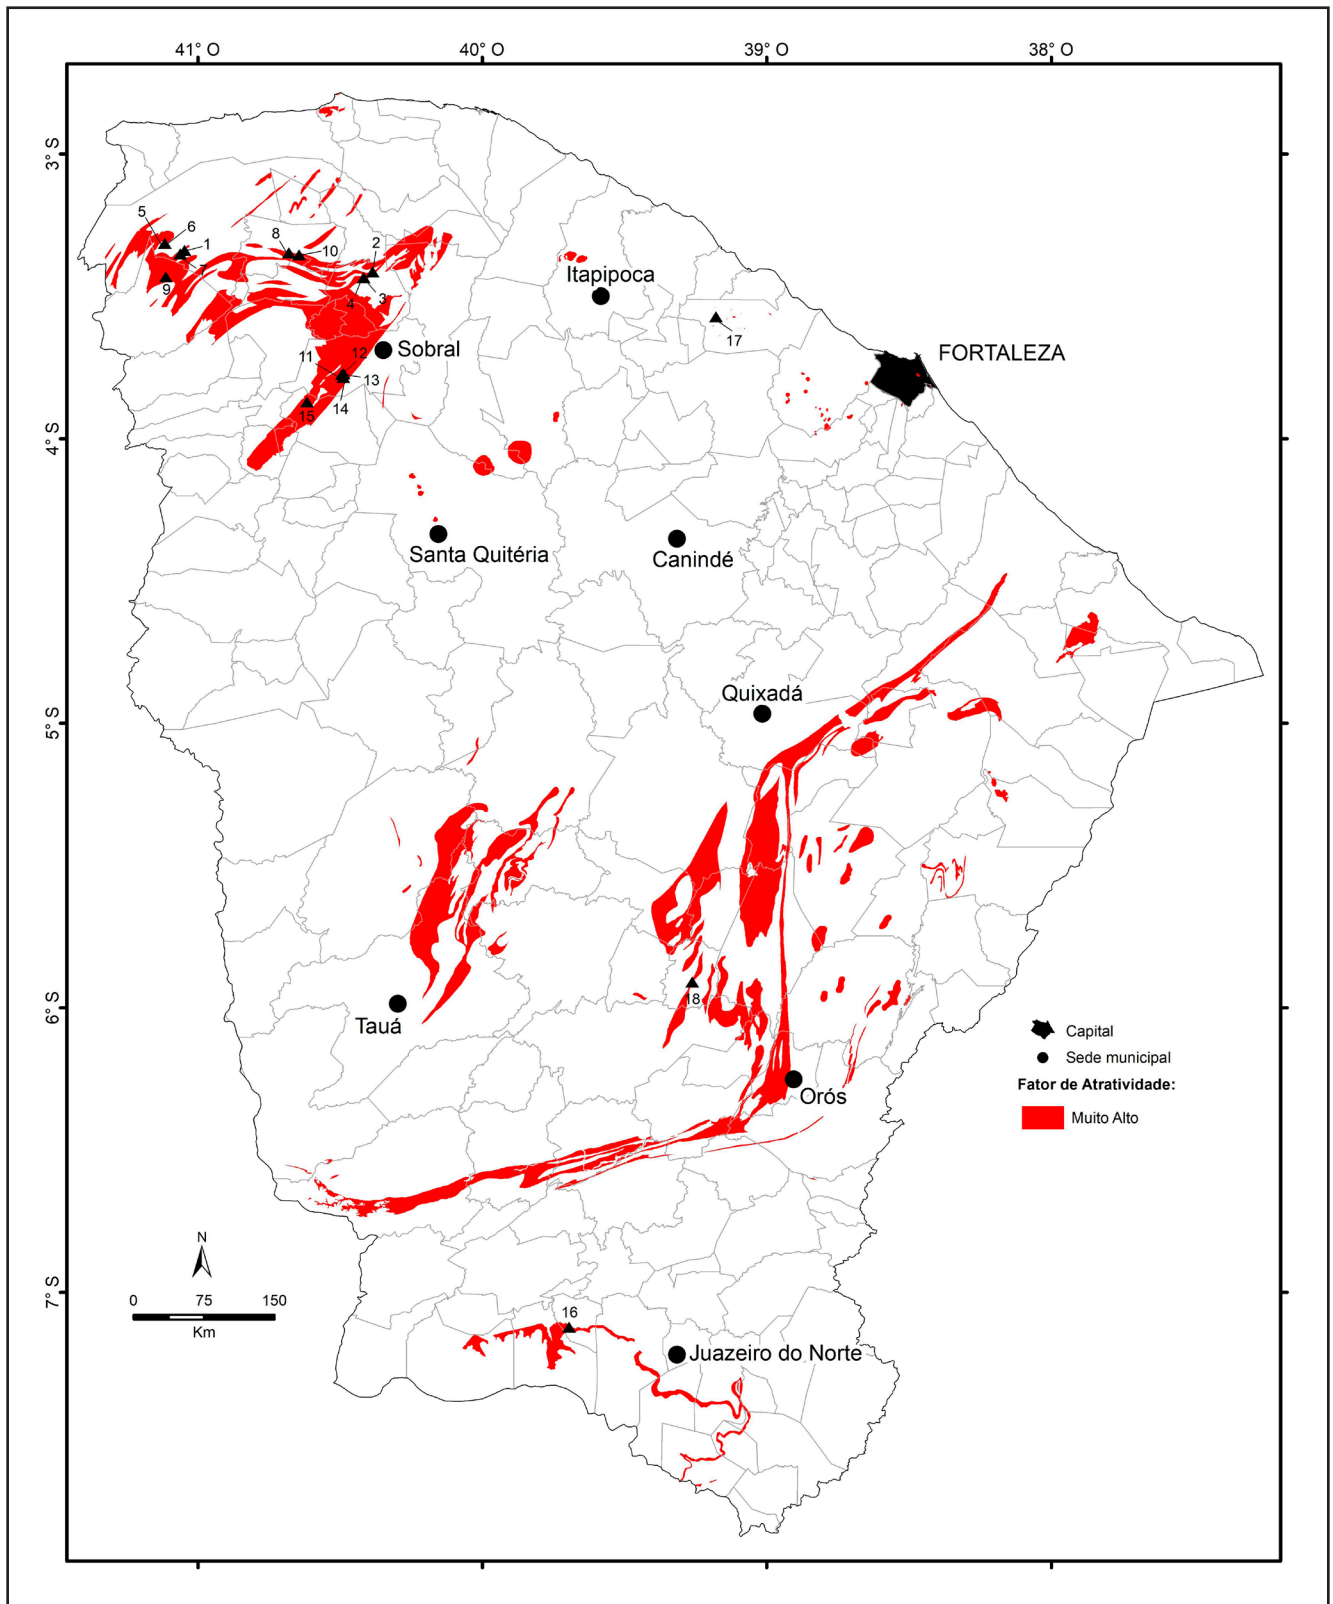 41° O
40° O
39° O
38° O
3° S
4° S
5° S
6° S
7° S
5
6
1
7
9
8
10
2
4
3
Itapipoca
17
FORTALEZA
Sobral
11
12
13
14
15
Santa Quitéria
Canindé
Quixadá
18
Tauá
Orós
Capital
Sede municipal
Fator de Atratividade:
Muito Alto
N
0 75 150
Km
16
Juazeiro do Norte